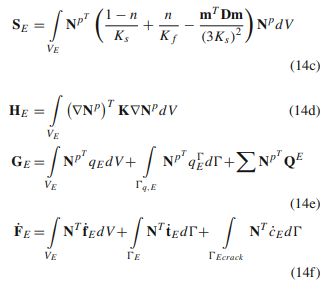 S_E = ∫_{V_E} N^{p^T} ( (1 − n)/K_s + n/K_f − m^T Dm/(3K_s)^2 ) N^p dV
(14c)
H_E = ∫_{V_E} (∇N^p)^T K∇N^p dV (14d)
G_E = ∫_{V_E} N^{p^T} q_E dV + ∫_{Γ_{q,E}} N^{p^T} q_E^Γ dΓ + ∑ N^{p^T} Q^E
(14e)
Ḟ_E = ∫_{V_E} N^T ḟ_E dV + ∫_{Γ_E} N^T ṫ_E dΓ + ∫_{Γ_{Ecrack}} N^T ċ_E dΓ
(14f)